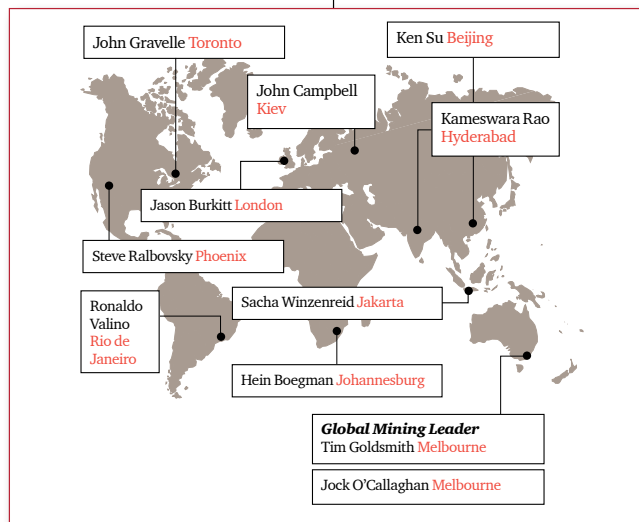 John Gravelle Toronto
Ken Su Beijing
John Campbell
Kiev
Kameswara Rao
Hyderabad
Jason Burkitt London
Steve Ralbovsky Phoenix
Ronaldo
Valino
Rio de
Janeiro
Sacha Winzenreid Jakarta
Hein Boegman Johannesburg
Global Mining Leader
Tim Goldsmith Melbourne
Jock O'Callaghan Melbourne